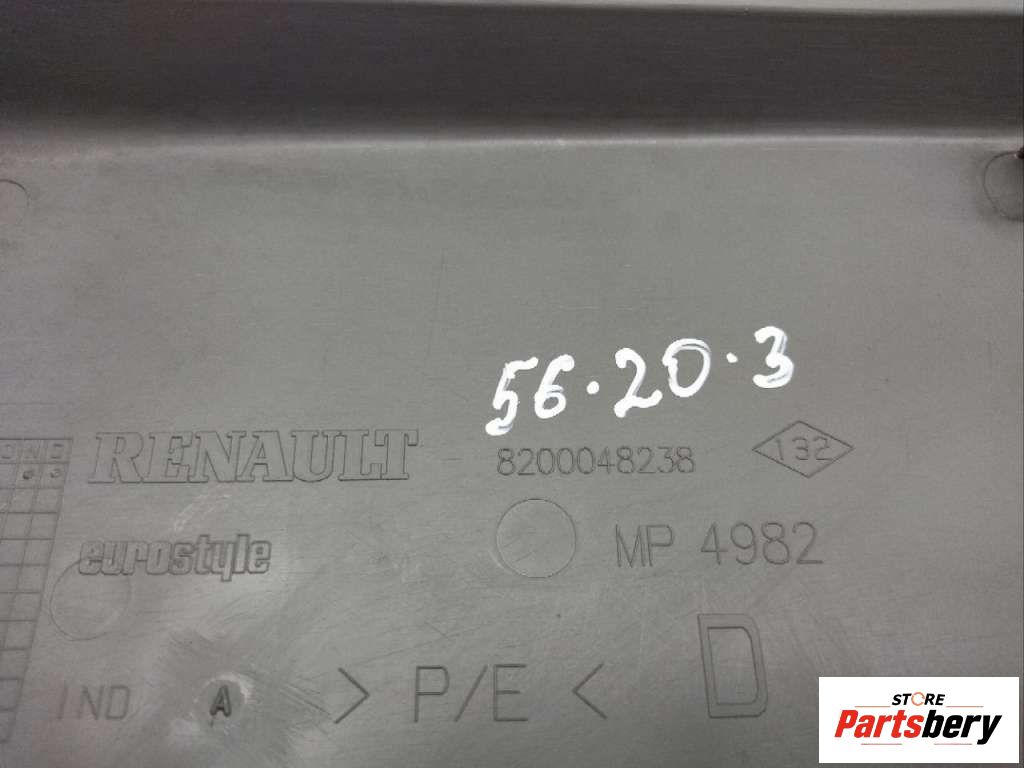 56.20.3
RENAULT 8200048238 132
eurostyle MP 4982
IND A > P/E < D
STORE
Partsbery